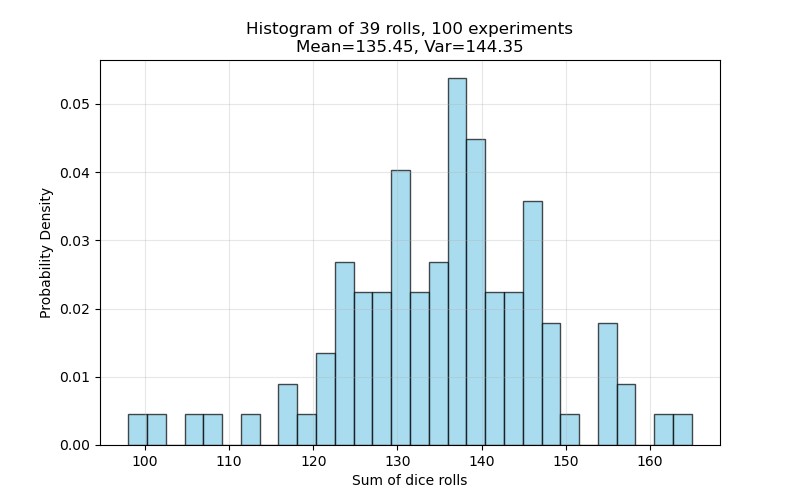 Histogram of 39 rolls, 100 experiments
Mean=135.45, Var=144.35
Probability Density
0.05
0.04
0.03
0.02
0.01
0.00
100 110 120 130 140 150 160
Sum of dice rolls